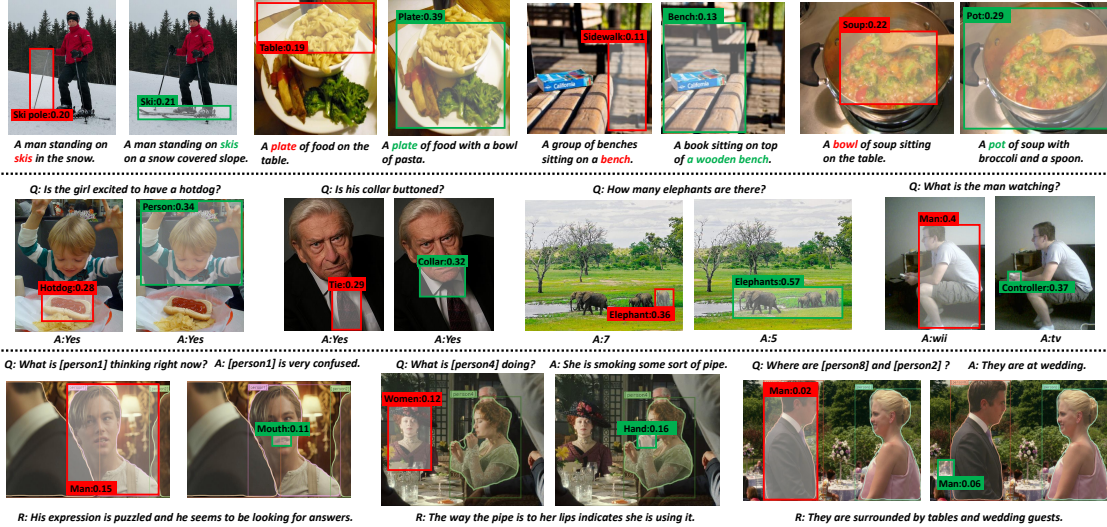 Ski pole:0.20
Ski:0.21
Table:0.19
Plate:0.39
Sidewalk:0.11
California
Bench:0.13
California
Soup:0.22
Pot:0.29
A man standing on
skis in the snow.
A man standing on skis
on a snow covered slope.
A plate of food on the
table.
A plate of food with a bowl
of pasta.
A group of benches
sitting on a bench.
A book sitting on top
of a wooden bench.
A bowl of soup sitting
on the table.
A pot of soup with
broccoli and a spoon.
Q: Is the girl excited to have a hotdog?
Q: Is his collar buttoned?
Q: How many elephants are there?
Q: What is the man watching?
Hotdog:0.28
Person:0.34
Tie:0.29
Collar:0.32
Elephant:0.36
Elephants:0.57
Man:0.4
Controller:0.37
A:Yes
A:Yes
A:Yes
A:Yes
A:7
A:5
A:wii
A:tv
Q: What is [person1] thinking right now?
A: [person1] is very confused.
Q: What is [person4] doing?
A: She is smoking some sort of pipe.
Q: Where are [person8] and [person2] ?
A: They are at wedding.
Man:0.15
Mouth:0.11
Women:0.12
Hand:0.16
Man:0.02
Man:0.06
R: His expression is puzzled and he seems to be looking for answers.
R: The way the pipe is to her lips indicates she is using it.
R: They are surrounded by tables and wedding guests.